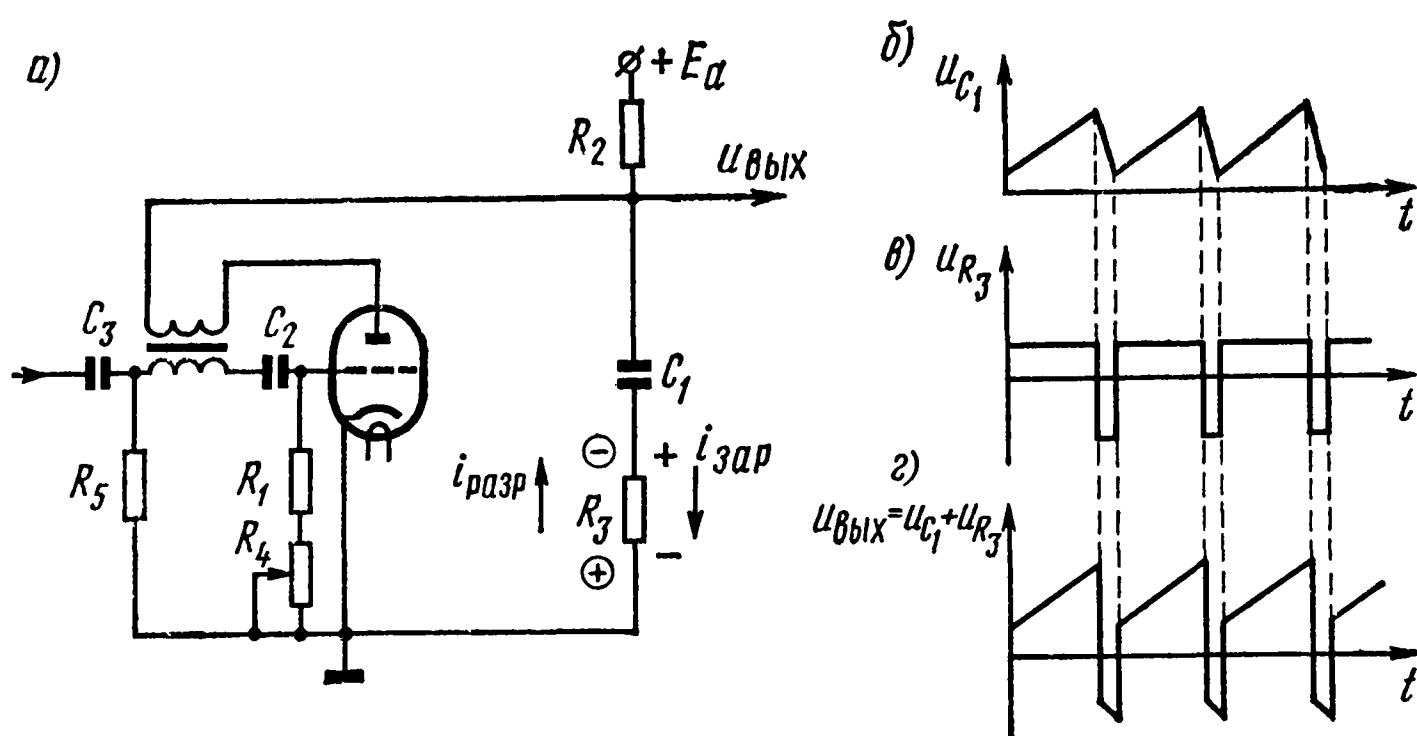 а)
+ Eа
R2
uвых
C3
C2
C1
R5
R1
R4
iразр
− + iзар
R3
+ −
б)
uC1
t
в)
uR3
t
г)
uвых=uC1+uR3
t